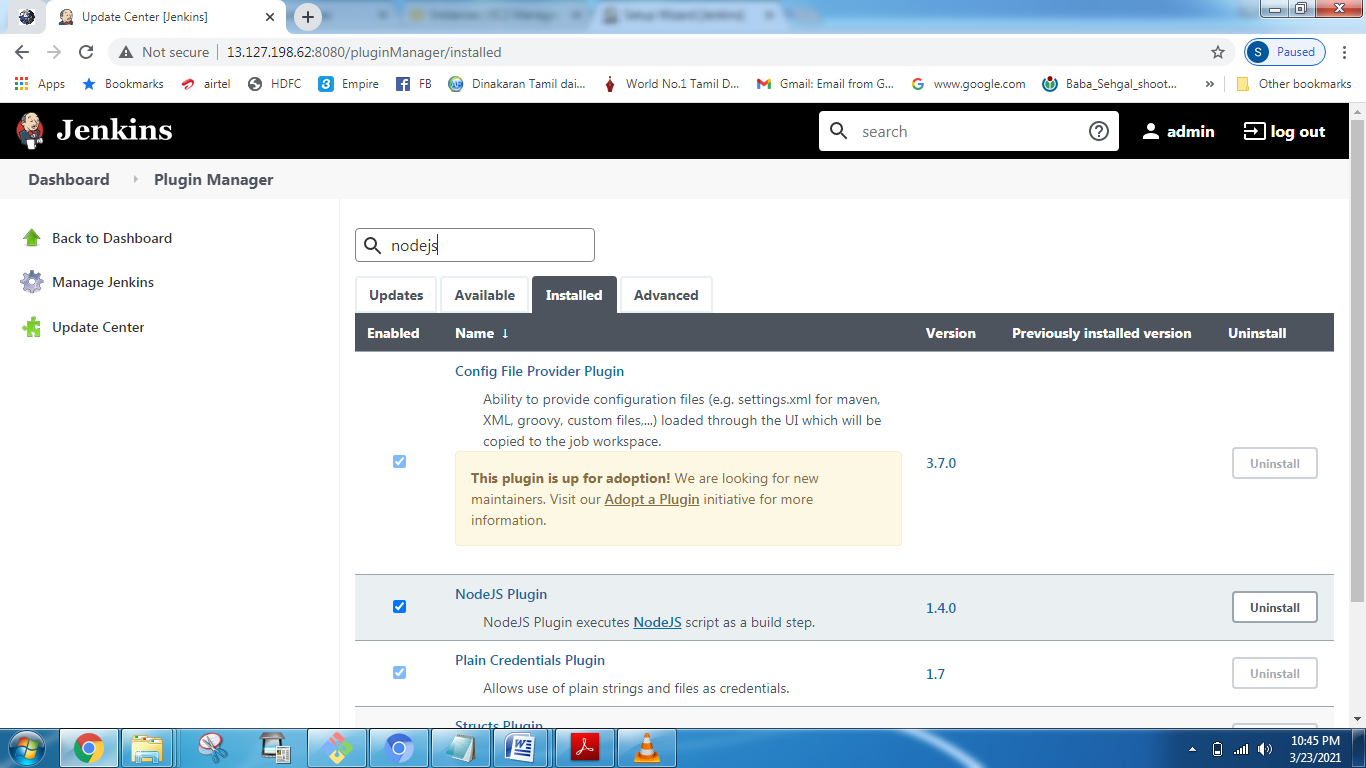 Update Center [Jenkins]
Not secure 13.127.198.62:8080/pluginManager/installed
S Paused
Apps Bookmarks airtel HDFC Empire FB Dinakaran Tamil dai... World No.1 Tamil D... Gmail: Email from G... www.google.com Baba_Sehgal_shoot... » Other bookmarks
Jenkins search admin log out
Dashboard Plugin Manager
Back to Dashboard
Manage Jenkins
Update Center
nodejs
Updates Available Installed Advanced
Enabled Name ↓ Version Previously installed version Uninstall
Config File Provider Plugin
Ability to provide configuration files (e.g. settings.xml for maven,
XML, groovy, custom files,...) loaded through the UI which will be
copied to the job workspace.
3.7.0 Uninstall
This plugin is up for adoption! We are looking for new
maintainers. Visit our Adopt a Plugin initiative for more
information.
NodeJS Plugin
1.4.0 Uninstall
NodeJS Plugin executes NodeJS script as a build step.
Plain Credentials Plugin
1.7 Uninstall
Allows use of plain strings and files as credentials.
Structs Plugin
10:45 PM
3/23/2021